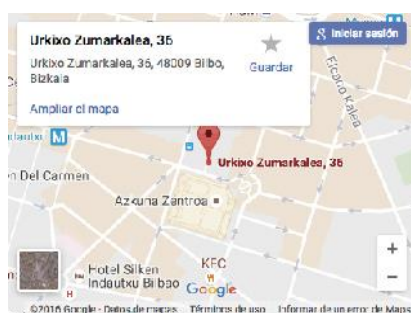 Urkixo Zumarkalea, 36
Urkixo Zumarkalea, 36, 48009 Bilbo,
Bizkaia
Guardar
Ampliar el mapa
Iniciar sesión
Ficaco Kalea
M
Urkixo Zumarkalea, 36
n Del Carmen
Azkuna Zentroa
KFC
Hotel Silken
Indautxu Bilbao
H
Google
+
−
©2016 Google - Datos de mapas
Términos de uso
Informar de un error de Maps